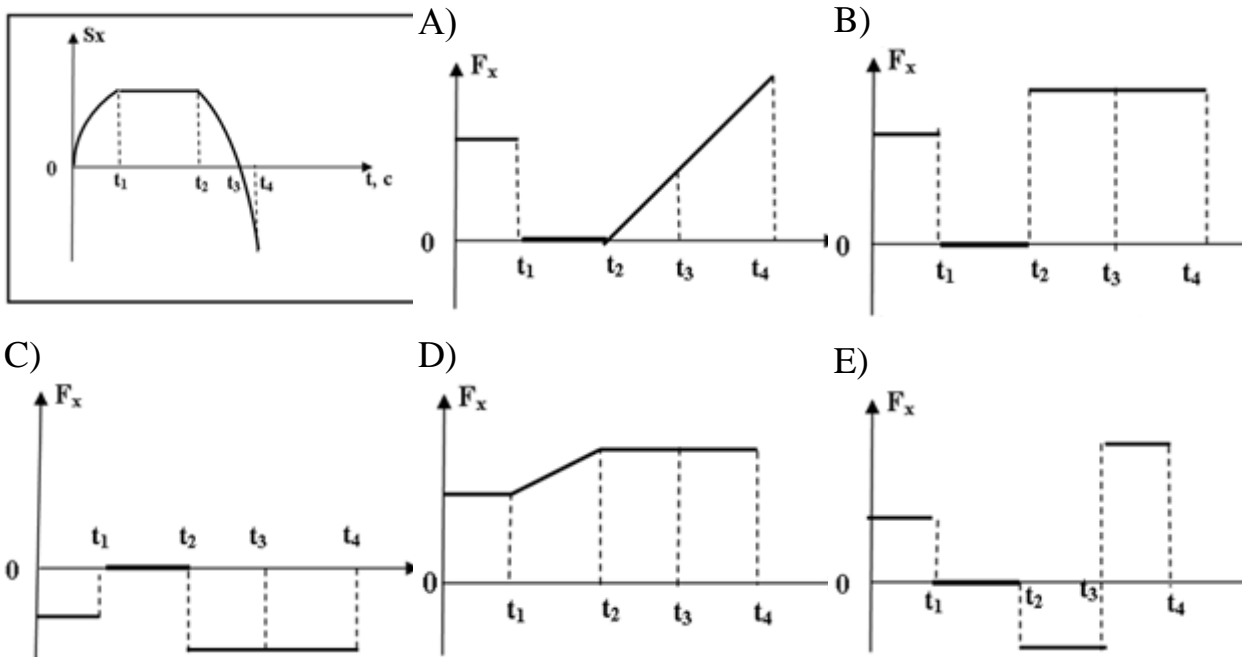 Sx
0
t₁
t₂
t₃
t₄
t, c
A)
Fₓ
0
t₁
t₂
t₃
t₄
B)
Fₓ
0
t₁
t₂
t₃
t₄
C)
Fₓ
t₁
t₂
t₃
t₄
0
D)
Fₓ
0
t₁
t₂
t₃
t₄
E)
Fₓ
0
t₁
t₂
t₃
t₄